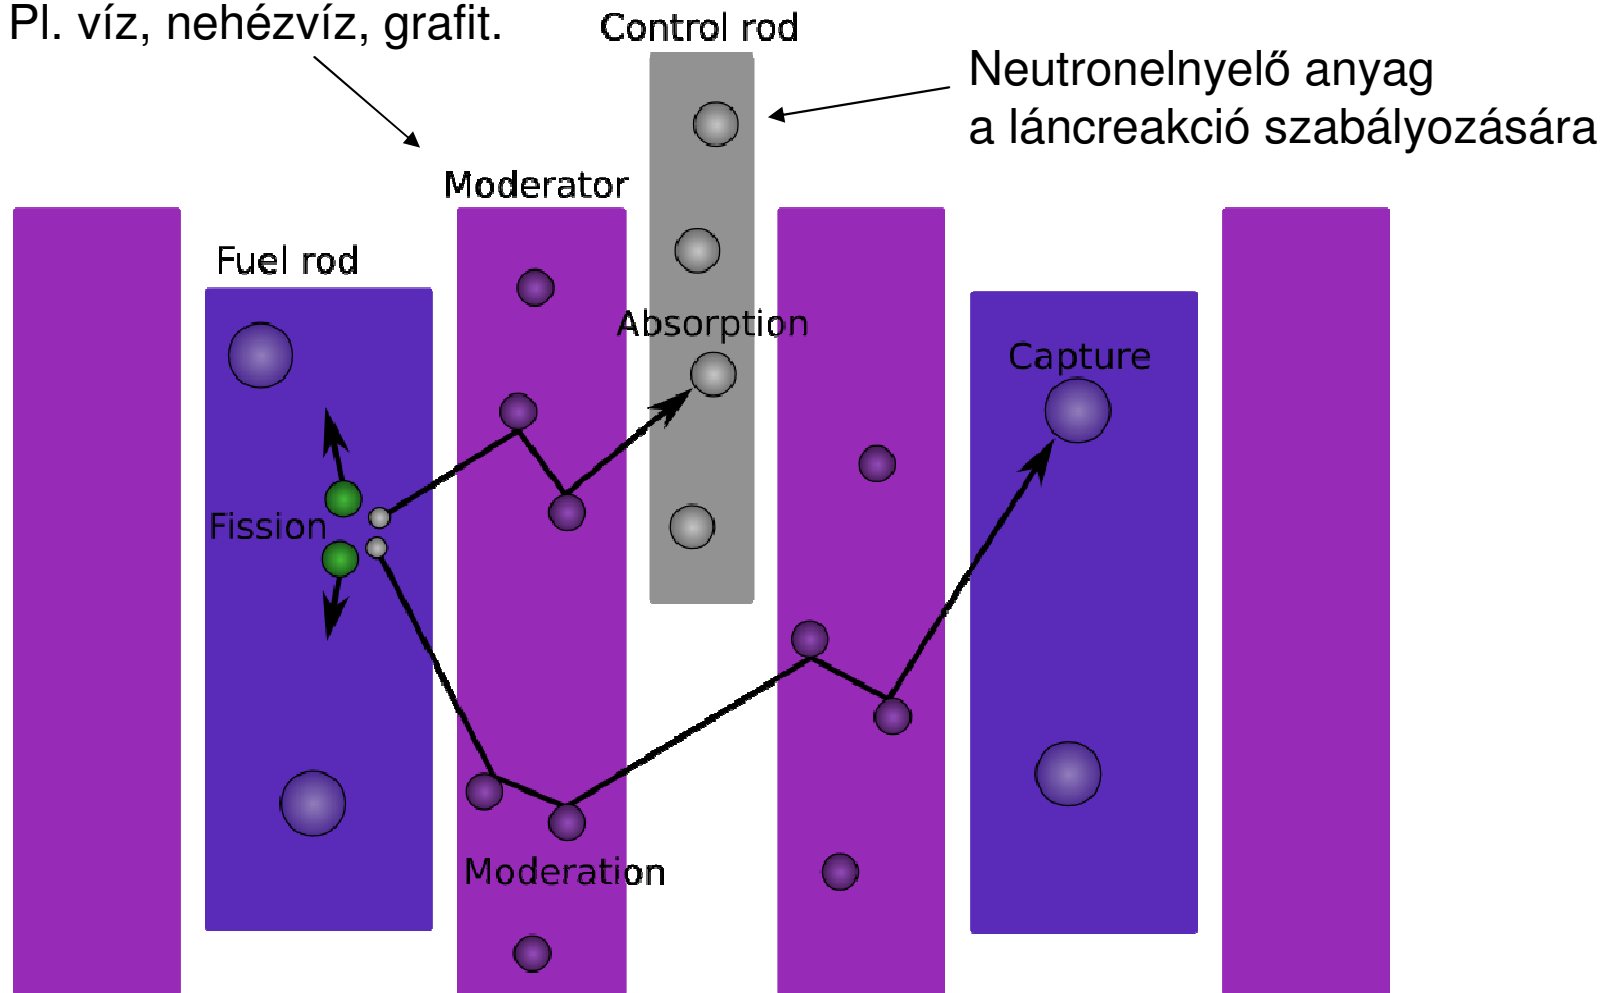 Pl. víz, nehézvíz, grafit.
Control rod
Neutronelnyelő anyag
a láncreakció szabályozására
Moderator
Fuel rod
Absorption
Capture
Fission
Moderation